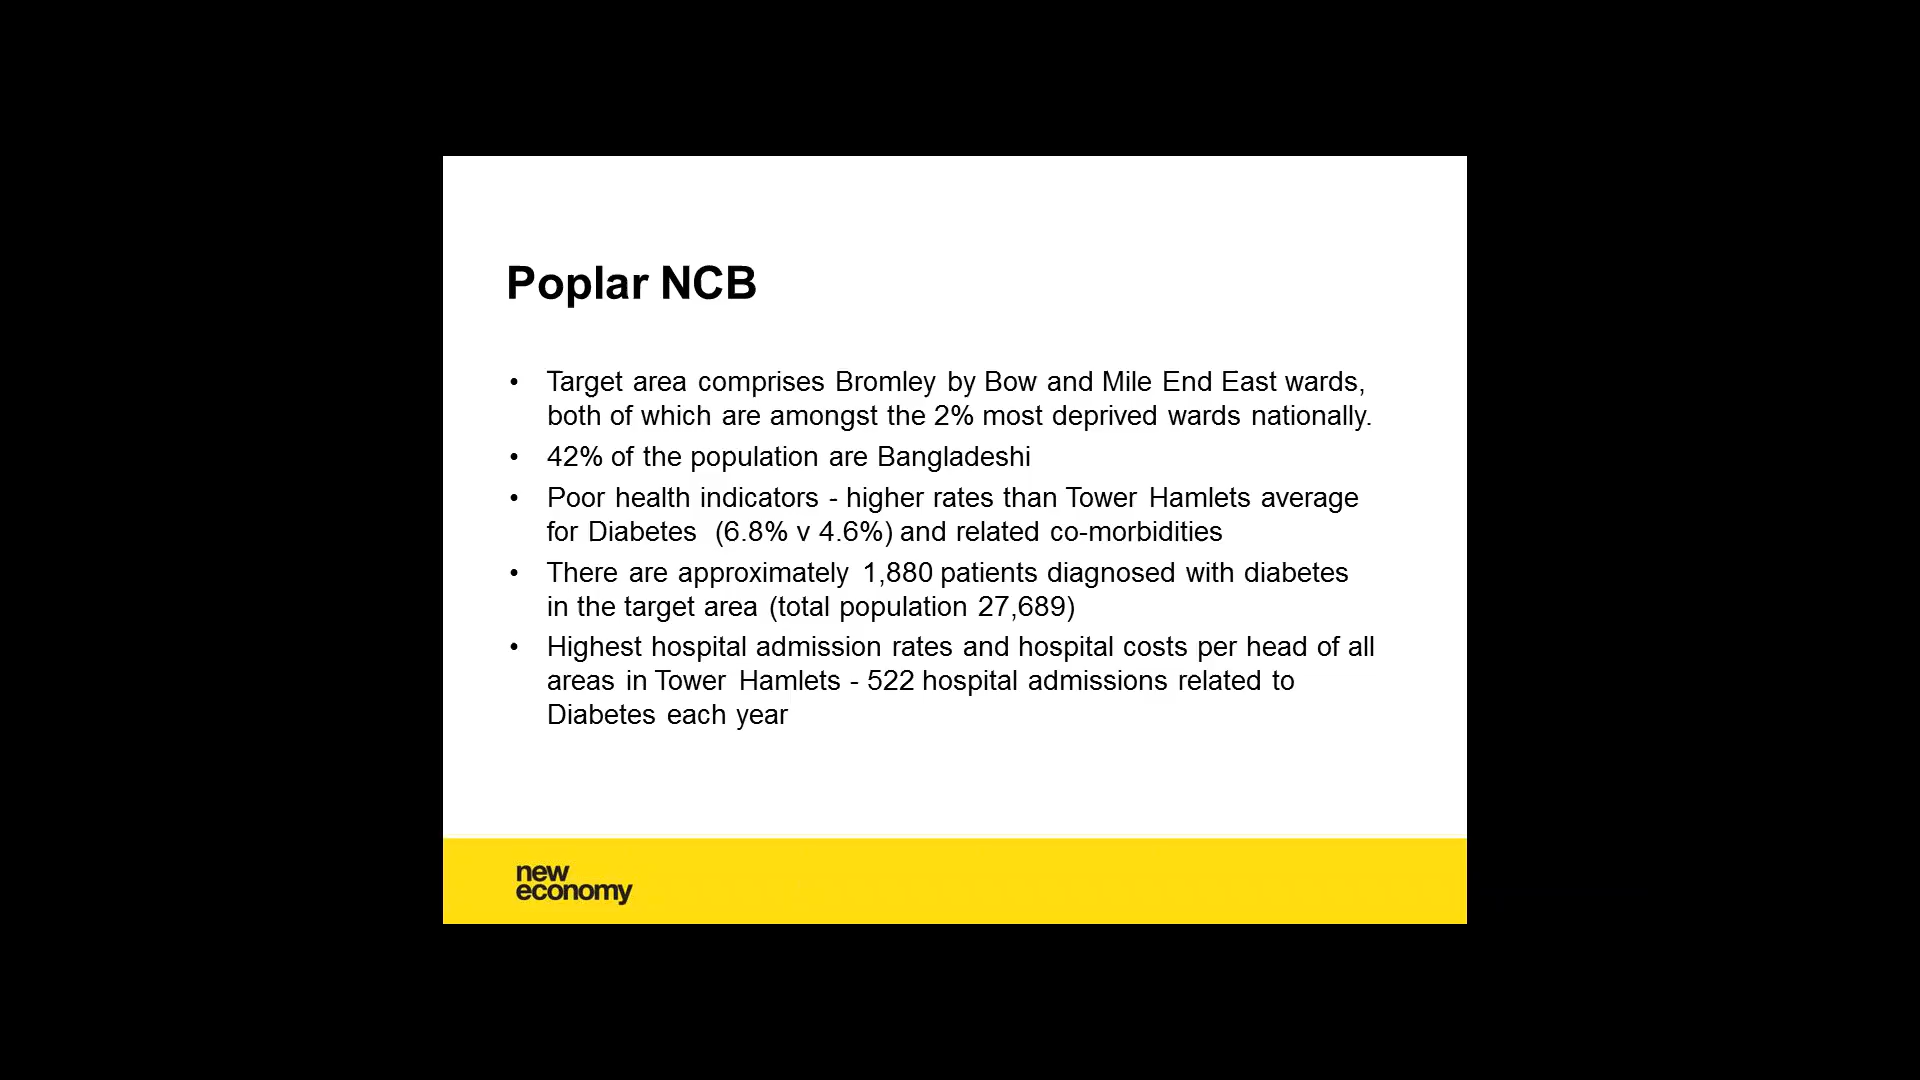 Poplar NCB
• Target area comprises Bromley by Bow and Mile End East wards,
both of which are amongst the 2% most deprived wards nationally.
• 42% of the population are Bangladeshi
• Poor health indicators - higher rates than Tower Hamlets average
for Diabetes (6.8% v 4.6%) and related co-morbidities
• There are approximately 1,880 patients diagnosed with diabetes
in the target area (total population 27,689)
• Highest hospital admission rates and hospital costs per head of all
areas in Tower Hamlets - 522 hospital admissions related to
Diabetes each year
new
economy